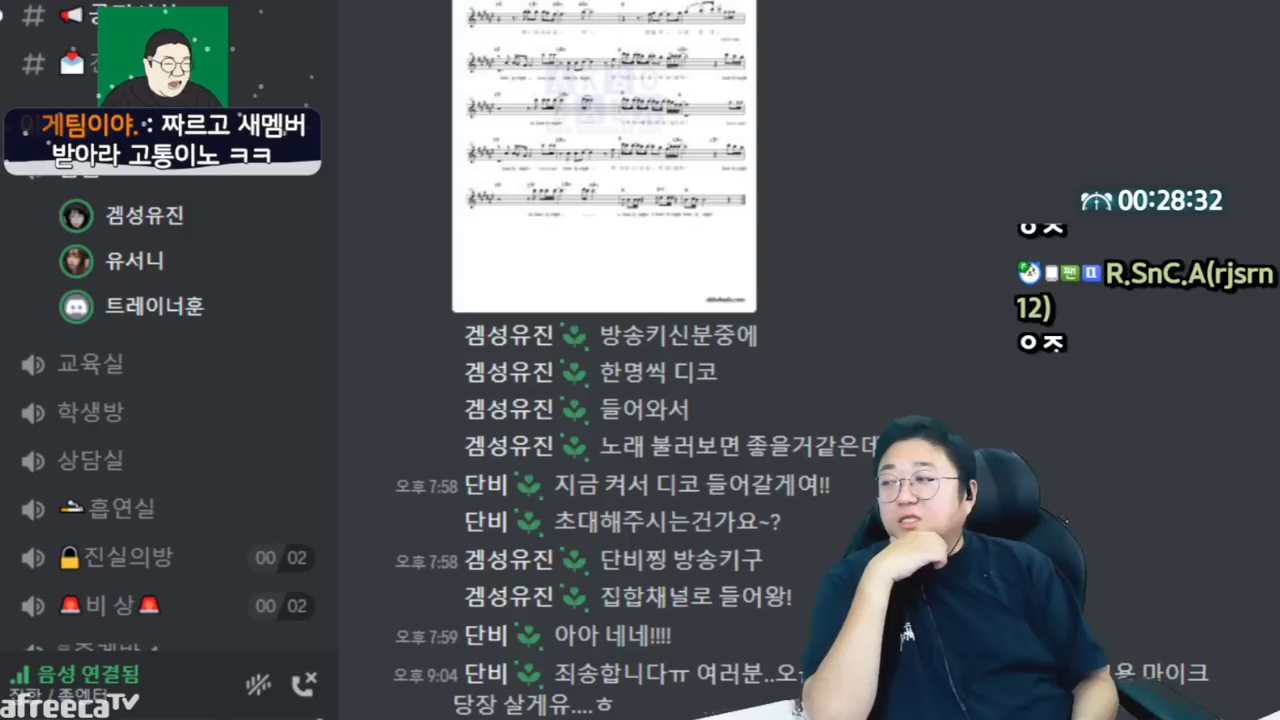 게팀이야. : 짜르고 새멤버
받아라 고통이노 ㅋㅋ
겜성유진
유서니
트레이너훈
교육실
학생방
상담실
흡연실
진실의방 00 02
비 상 00 02
음성 연결됨
afreecaTV
겜성유진 방송키신분중에
겜성유진 한명씩 디코
겜성유진 들어와서
겜성유진 노래 불러보면 좋을거같은데
오후 7:58 단비 지금 켜서 디코 들어갈게여!!
단비 초대해주시는건가요~?
오후 7:58 겜성유진 단비찡 방송키구
겜성유진 집합채널로 들어왕!
오후 7:59 단비 아아 네네!!!!
오후 9:04 단비 죄송합니다ㅠ 여러분.. 마이크
당장 살게유....ㅎ
00:28:32
ㅇㅈ
팬 R.SnC.A(rjsrn
12)
ㅇㅈ